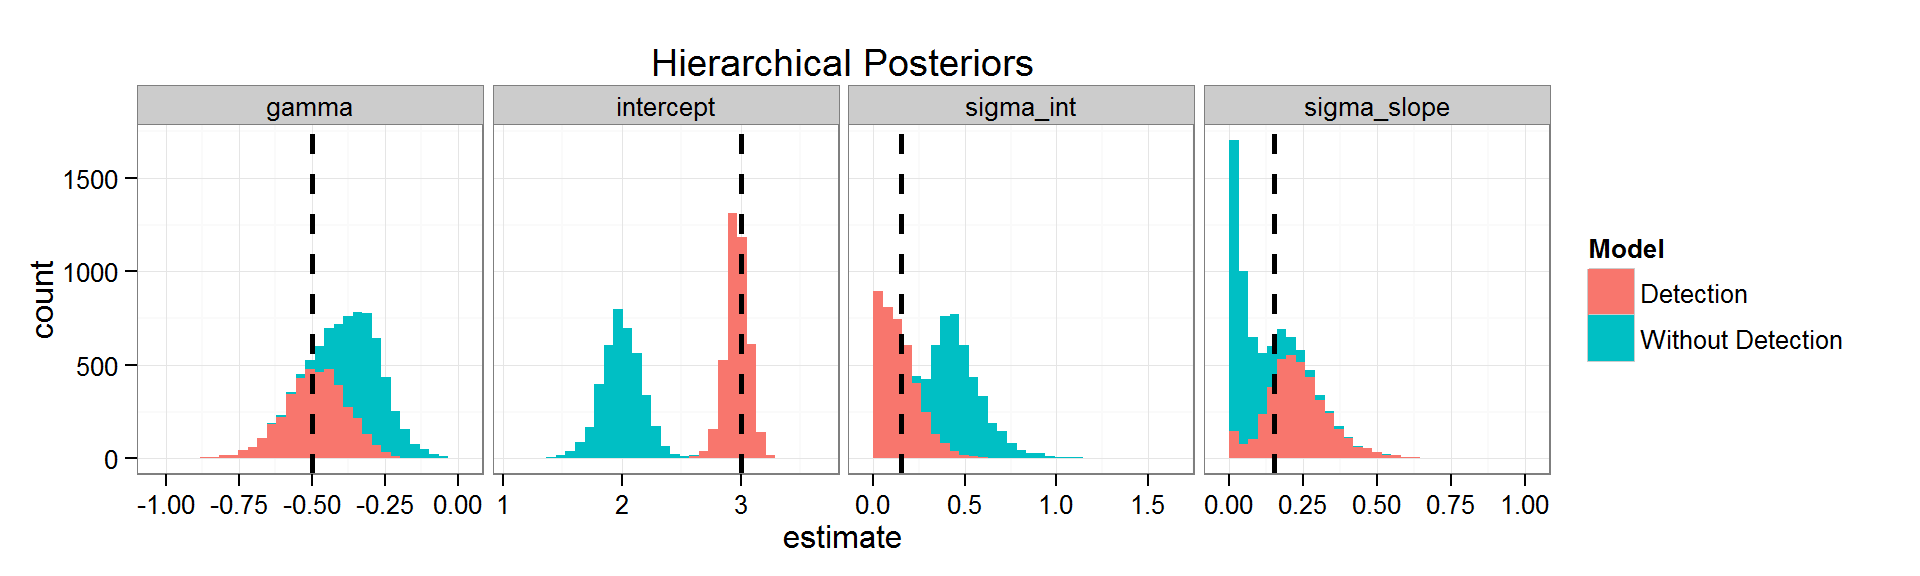 Hierarchical Posteriors
gamma intercept sigma_int sigma_slope
count
1500
1000
500
0
-1.00 -0.75 -0.50 -0.25 0.00 1 2 3 0.0 0.5 1.0 1.5 0.00 0.25 0.50 0.75 1.00
estimate
Model
Detection
Without Detection